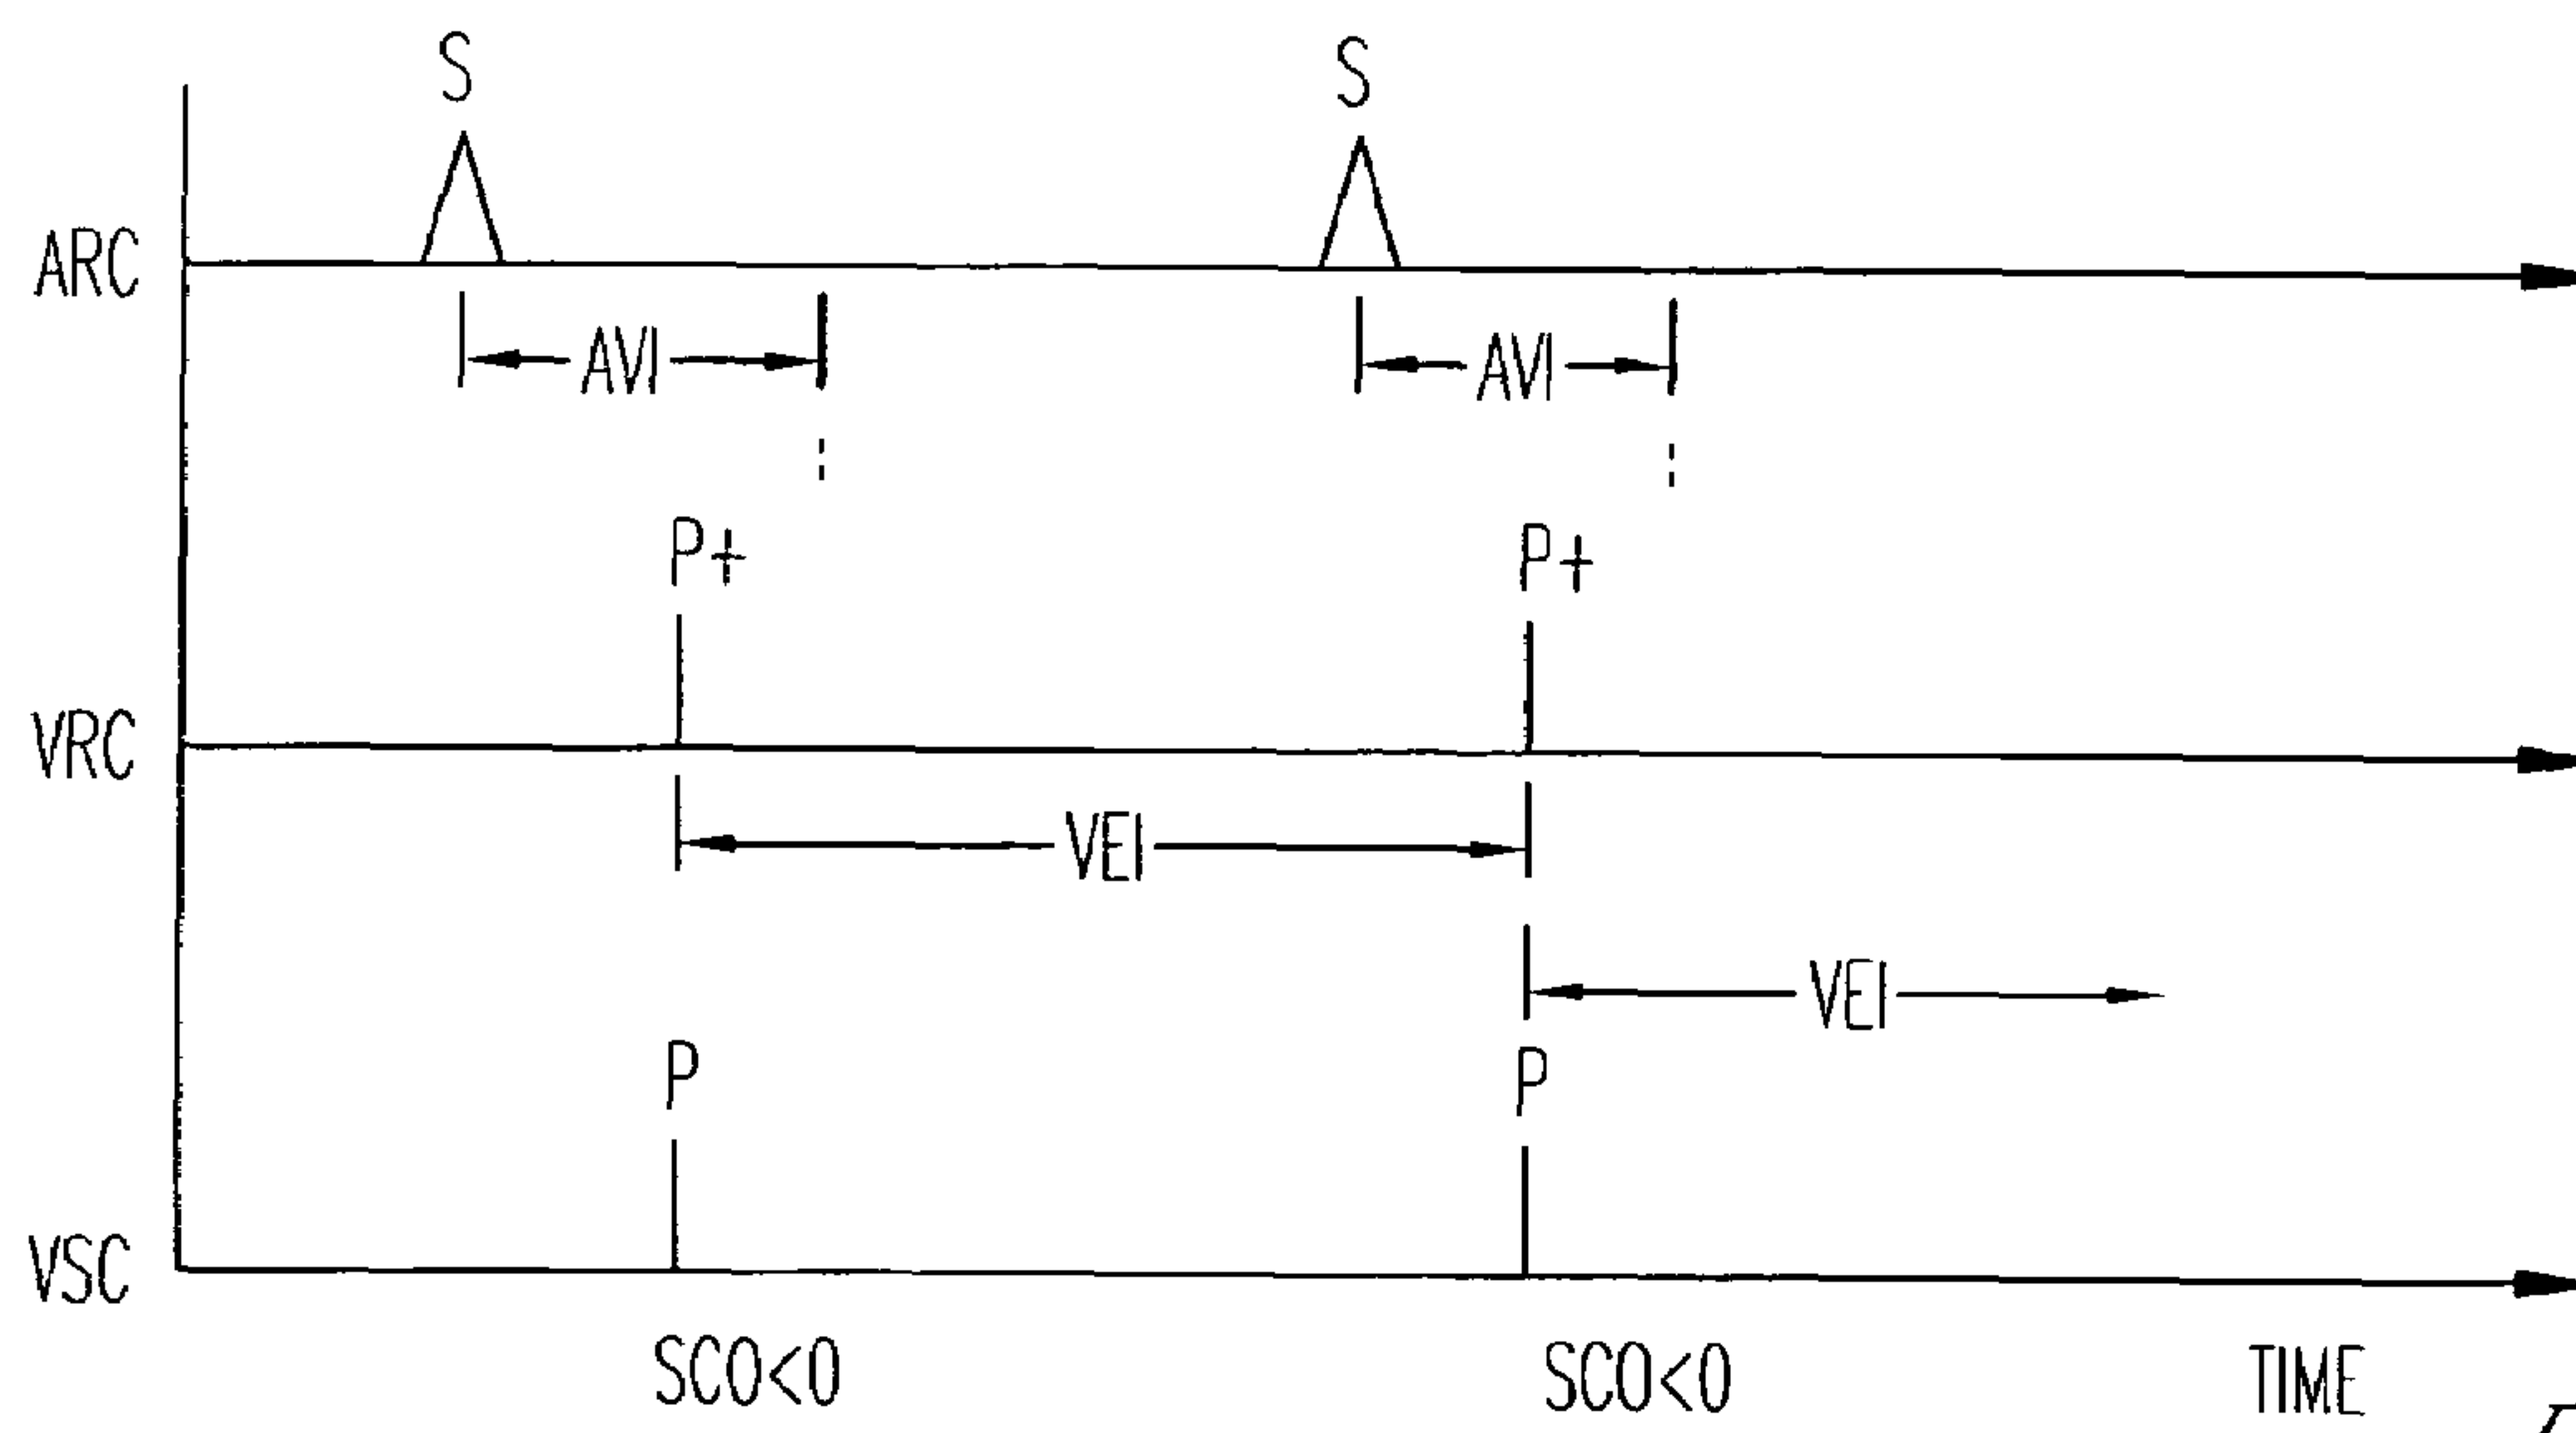 S S
ARC
AVI AVI
P+ P+
VRC
VEI
VEI
P P
VSC
SCO<0 SCO<0 TIME